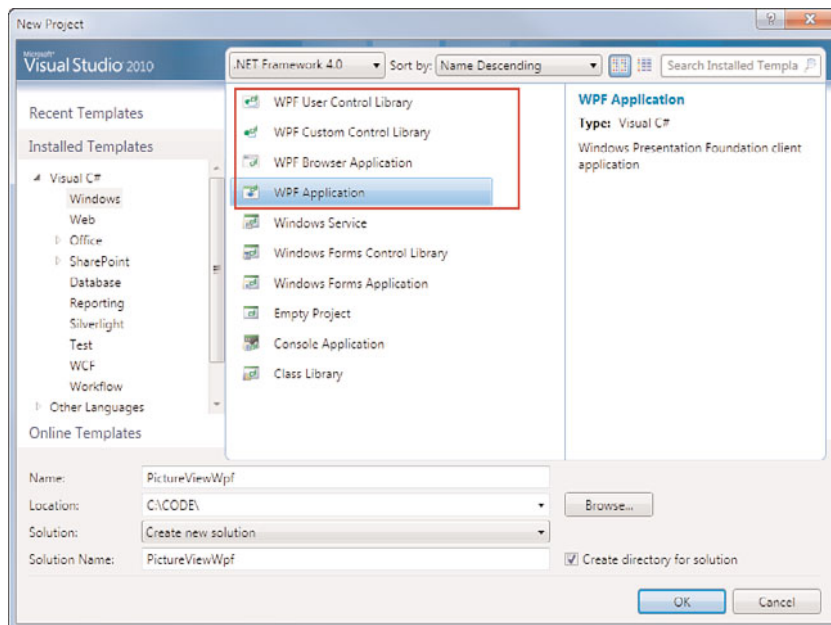 New Project
Microsoft®
Visual Studio 2010
.NET Framework 4.0
Sort by: Name Descending
Search Installed Templa
Recent Templates
Installed Templates
Visual C#
Windows
Web
Office
SharePoint
Database
Reporting
Silverlight
Test
WCF
Workflow
Other Languages
Online Templates
WPF User Control Library
WPF Custom Control Library
WPF Browser Application
WPF Application
Windows Service
Windows Forms Control Library
Windows Forms Application
Empty Project
Console Application
Class Library
WPF Application
Type: Visual C#
Windows Presentation Foundation client
application
Name: PictureViewWpf
Location: C:\CODE\
Browse...
Solution: Create new solution
Solution Name: PictureViewWpf
Create directory for solution
OK
Cancel